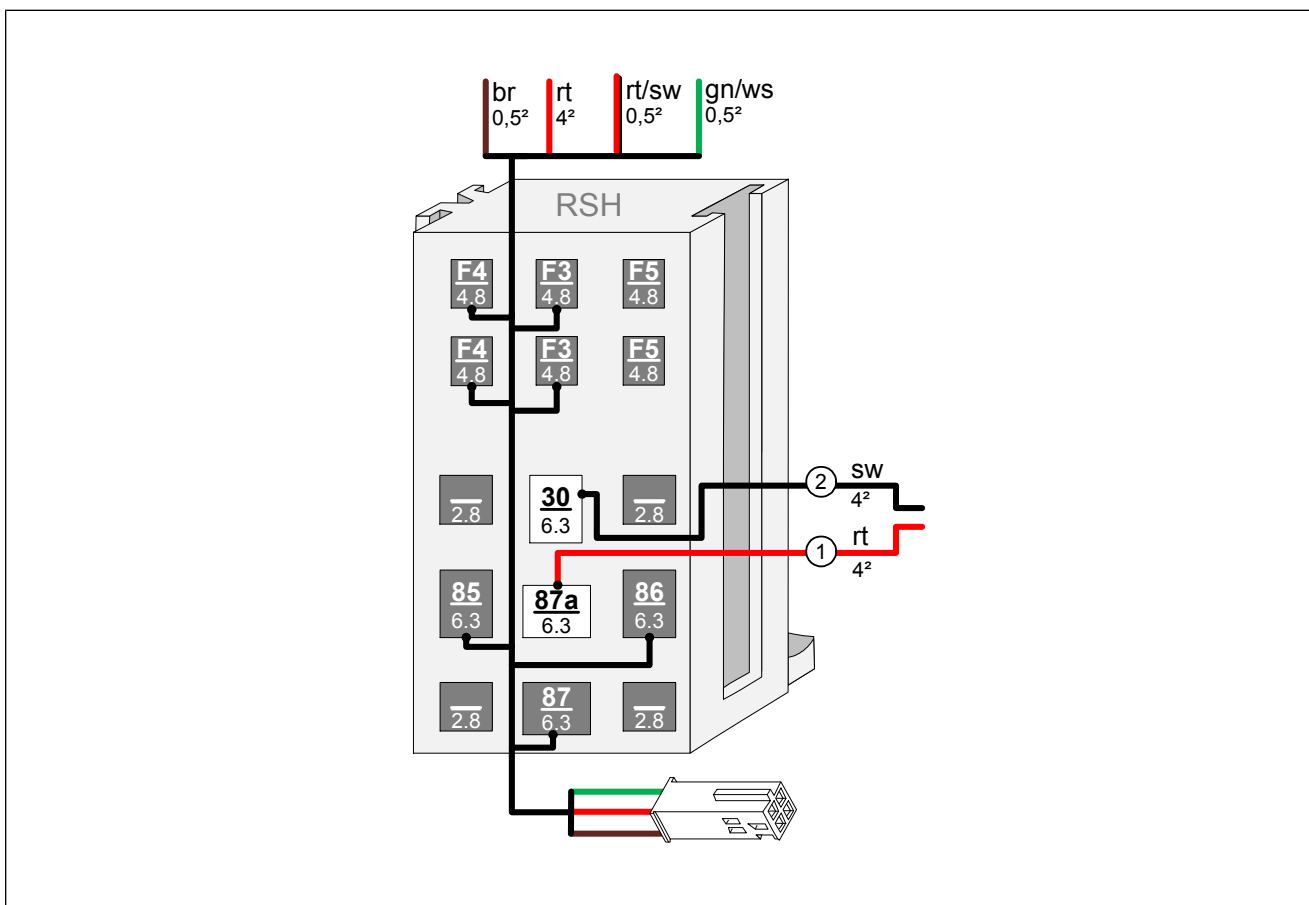 br rt rt/sw gn/ws
0,5² 4² 0,5² 0,5²
RSH
F4 F3 F5
4.8 4.8 4.8
F4 F3 F5
4.8 4.8 4.8
2 sw
4²
30
2.8 6.3 2.8
1 rt
4²
85 87a 86
6.3 6.3 6.3
87
2.8 6.3 2.8